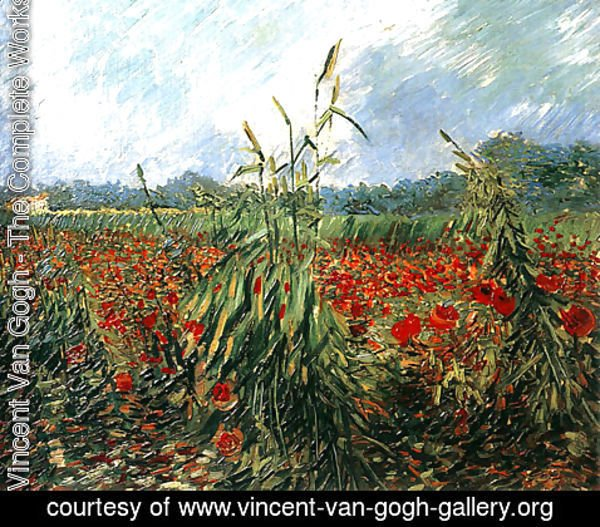 Vincent Van Gogh - The Complete Works
courtesy of www.vincent-van-gogh-gallery.org